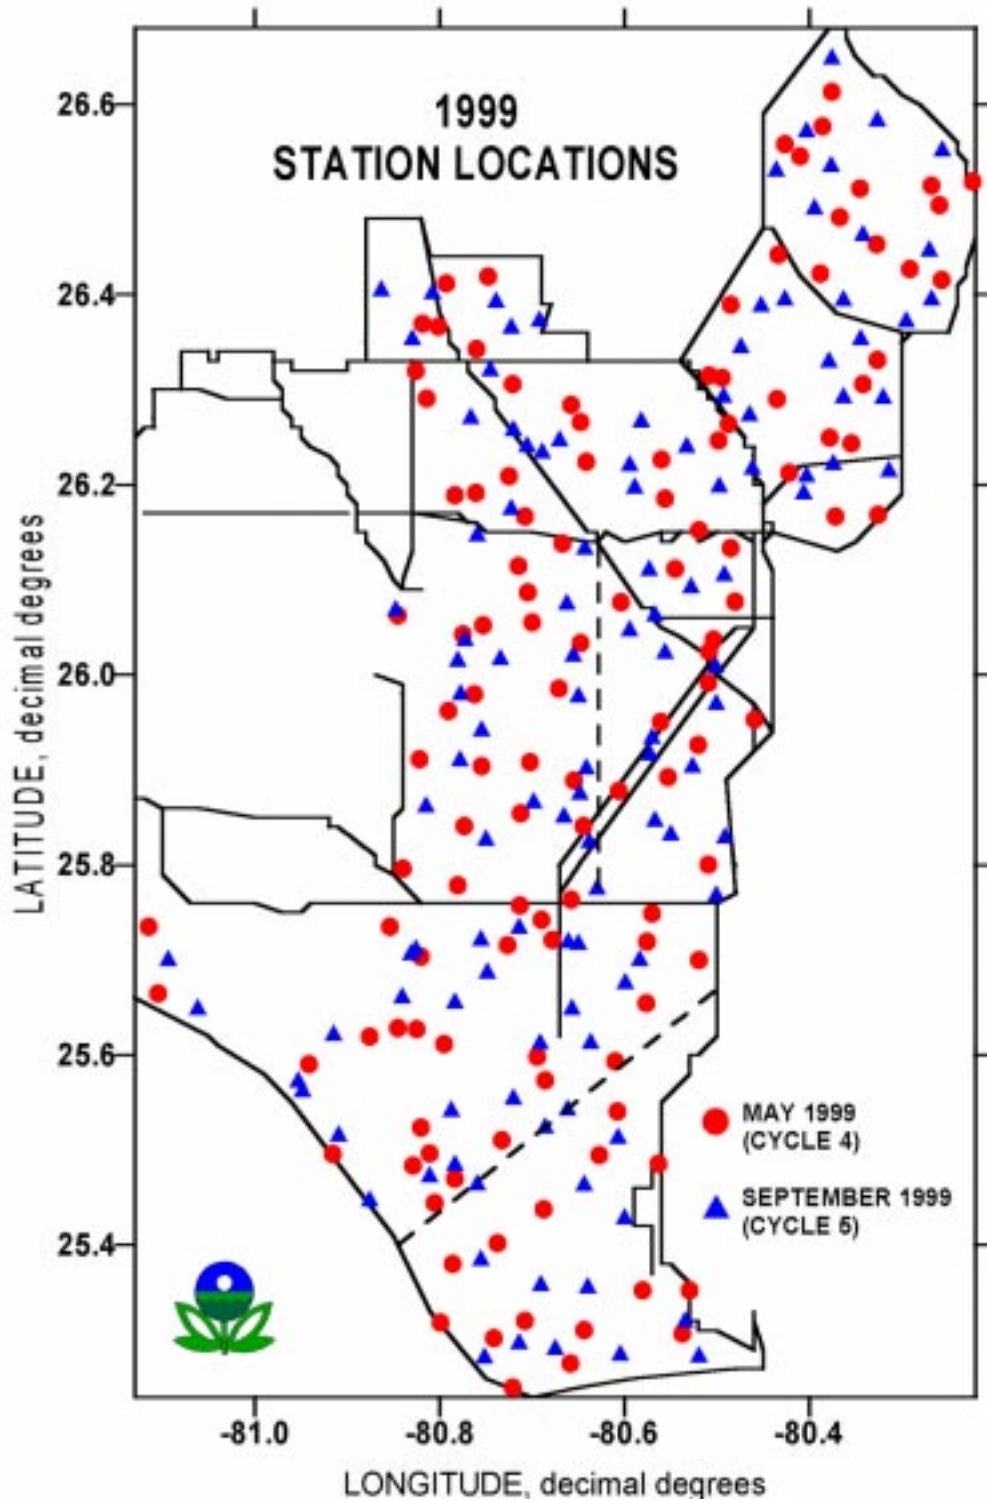 1999
STATION LOCATIONS
26.6
26.4
26.2
26.0
25.8
25.6
25.4
LATITUDE, decimal degrees
MAY 1999
(CYCLE 4)
SEPTEMBER 1999
(CYCLE 5)
-81.0
-80.8
-80.6
-80.4
LONGITUDE, decimal degrees